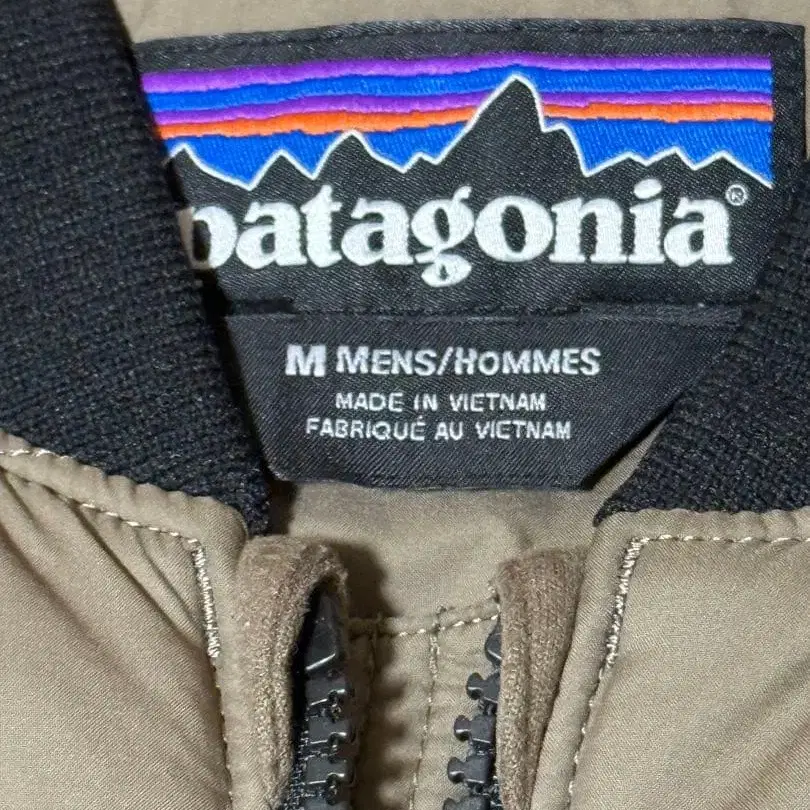 patagonia®
M MENS/HOMMES
MADE IN VIETNAM
FABRIQUÉ AU VIETNAM